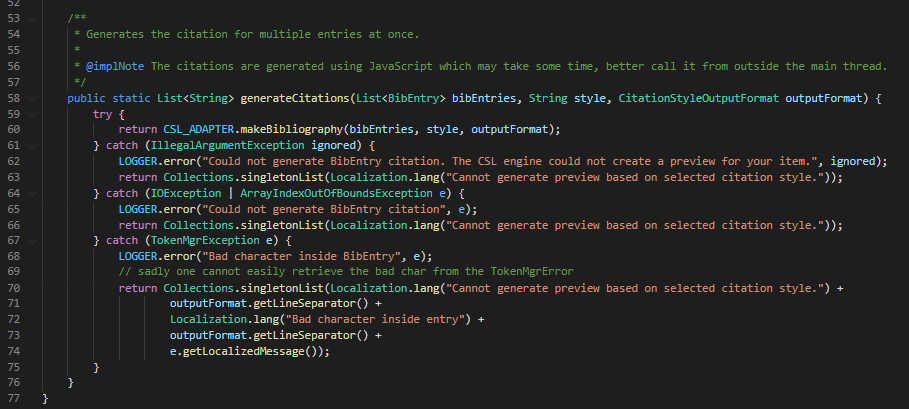 52
53 /**
54 * Generates the citation for multiple entries at once.
55 *
56 * @implNote The citations are generated using JavaScript which may take some time, better call it from outside the main thread.
57 */
58 public static List<String> generateCitations(List<BibEntry> bibEntries, String style, CitationStyleOutputFormat outputFormat) {
59 try {
60 return CSL_ADAPTER.makeBibliography(bibEntries, style, outputFormat);
61 } catch (IllegalArgumentException ignored) {
62 LOGGER.error("Could not generate BibEntry citation. The CSL engine could not create a preview for your item.", ignored);
63 return Collections.singletonList(Localization.lang("Cannot generate preview based on selected citation style."));
64 } catch (IOException | ArrayIndexOutOfBoundsException e) {
65 LOGGER.error("Could not generate BibEntry citation", e);
66 return Collections.singletonList(Localization.lang("Cannot generate preview based on selected citation style."));
67 } catch (TokenMgrException e) {
68 LOGGER.error("Bad character inside BibEntry", e);
69 // sadly one cannot easily retrieve the bad char from the TokenMgrError
70 return Collections.singletonList(Localization.lang("Cannot generate preview based on selected citation style.") +
71 outputFormat.getLineSeparator() +
72 Localization.lang("Bad character inside entry") +
73 outputFormat.getLineSeparator() +
74 e.getLocalizedMessage());
75 }
76 }
77 }